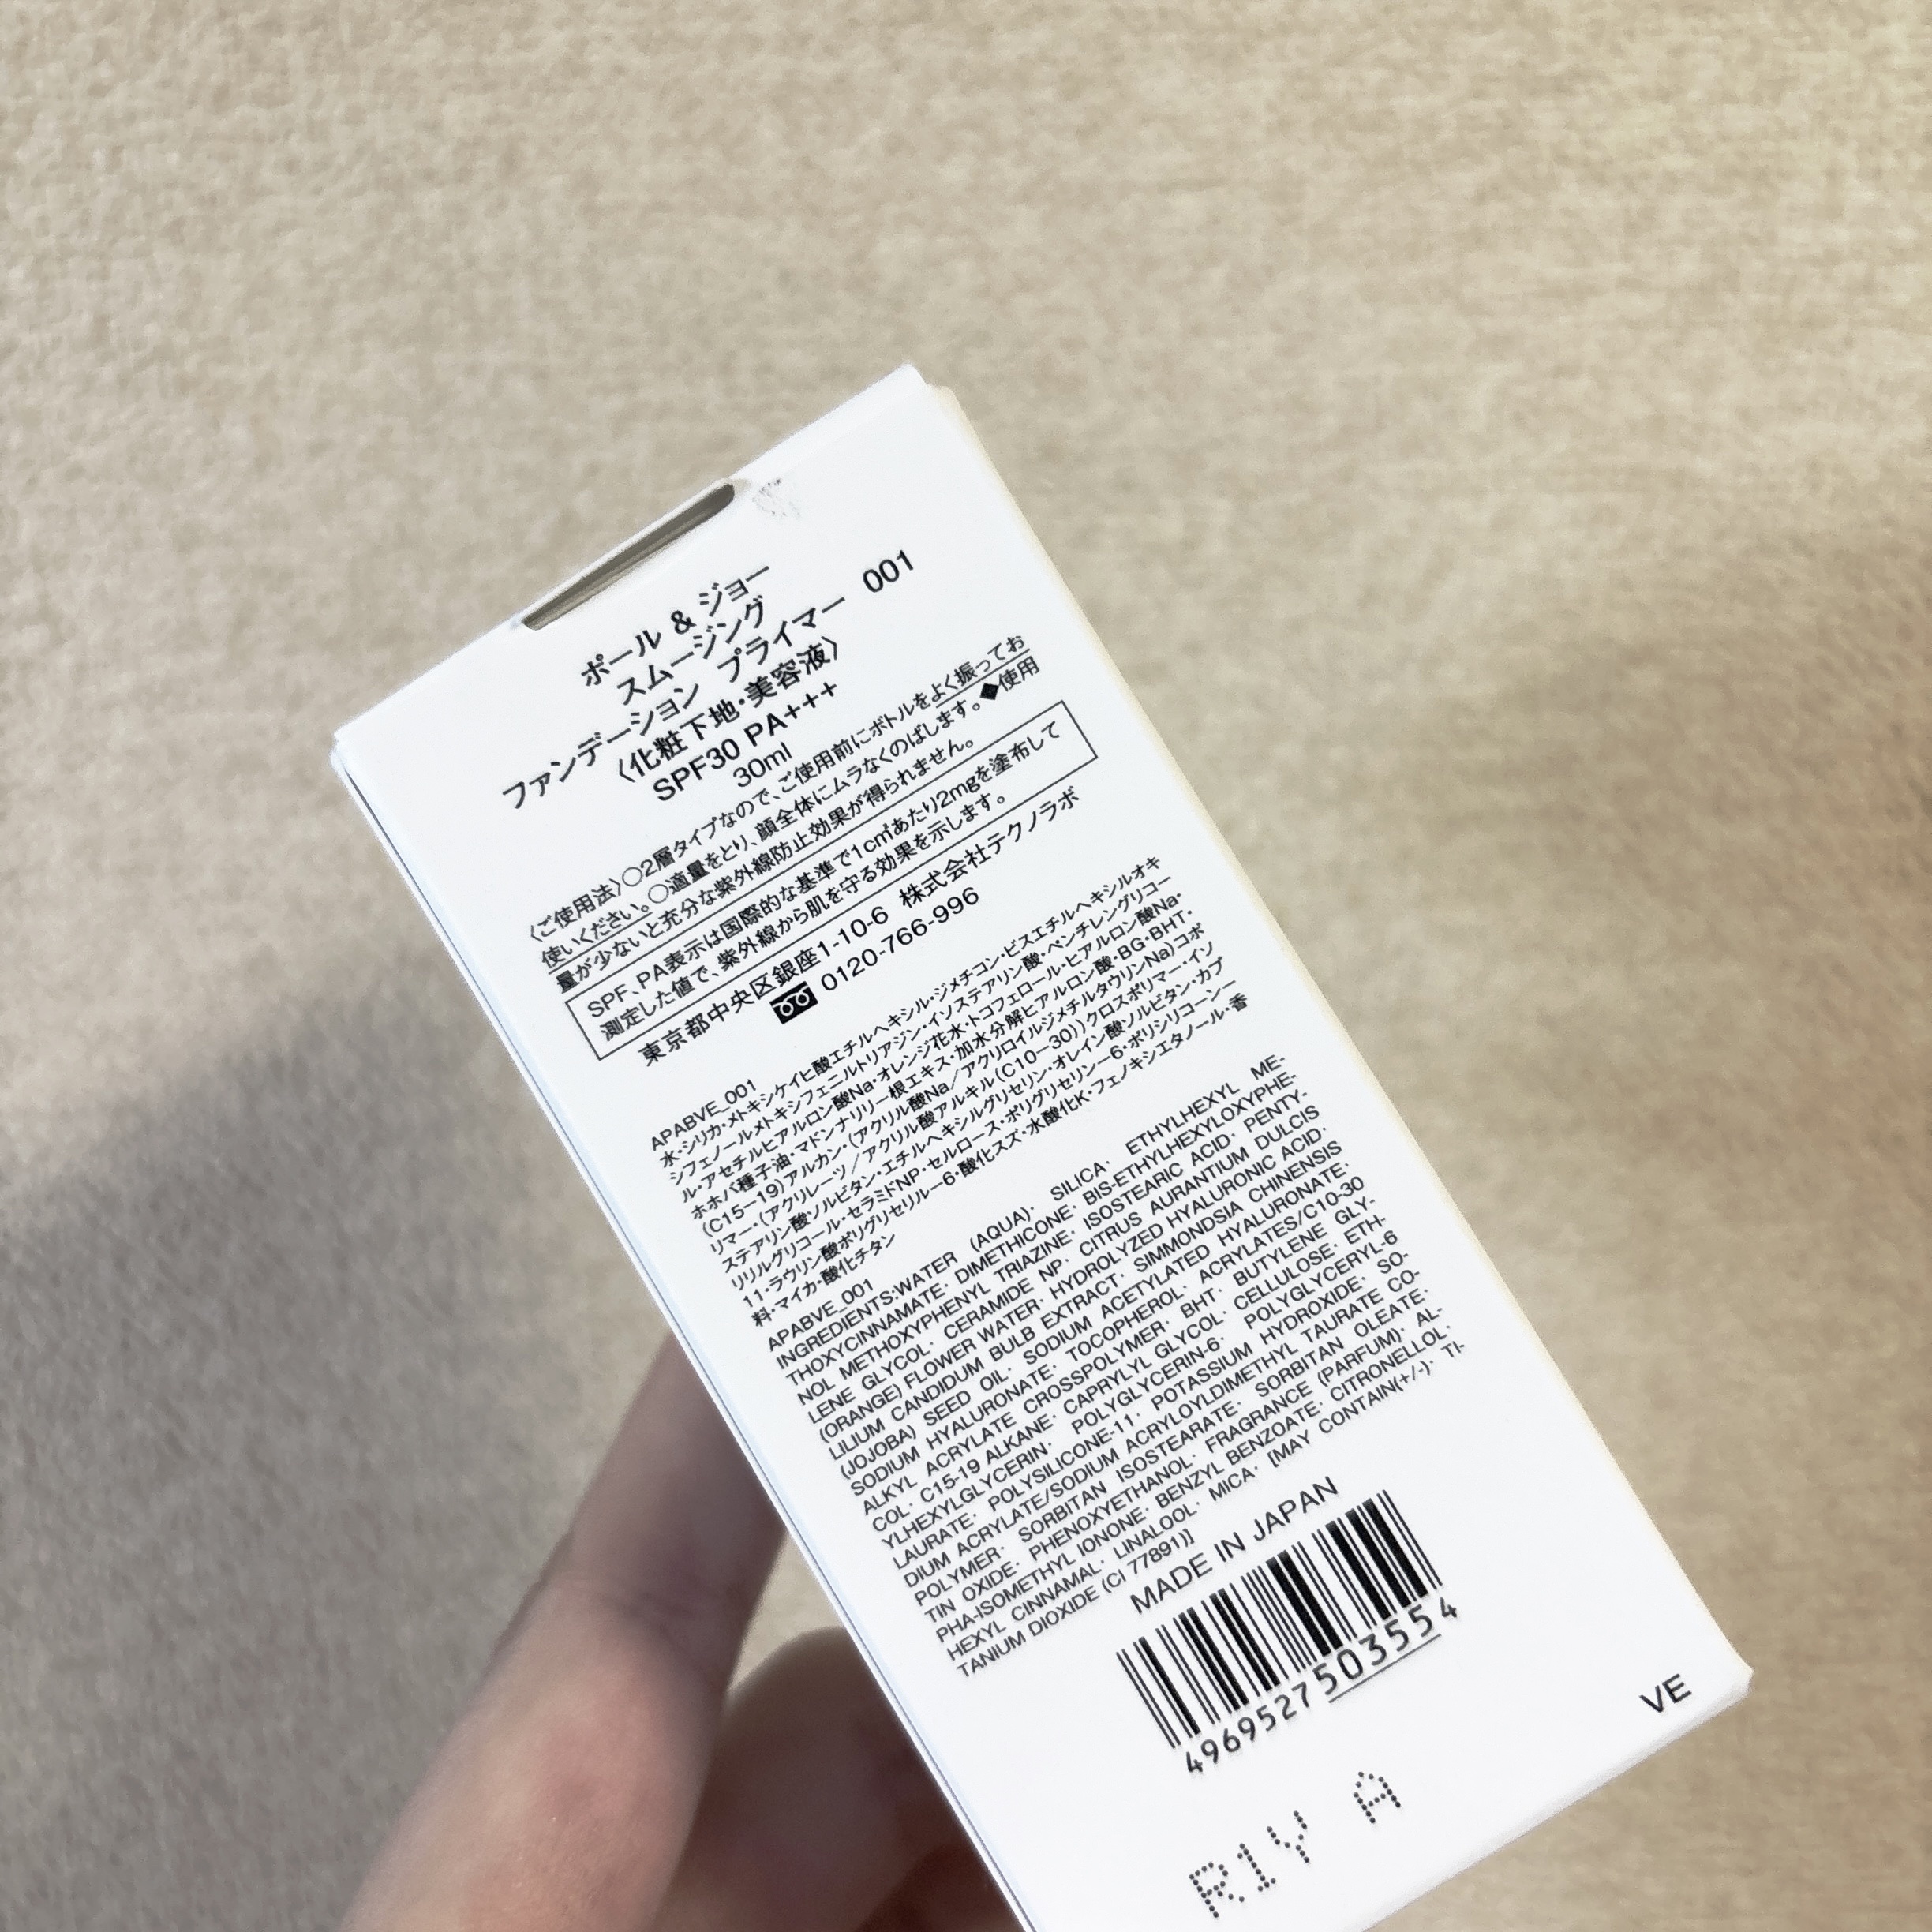 ポール & ジョー
スムージング
ファンデーション プライマー 001
〈化粧下地・美容液〉
SPF30 PA+++
30ml
〈ご使用法〉○2層タイプなので、ご使用前にボトルをよく振ってお
使いください。○適量をとり、顔全体にムラなくのばします。◆使用
量が少ないと充分な紫外線防止効果が得られません。
SPF、PA表示は国際的な基準で1c㎡あたり2mgを塗布して
測定した値で、紫外線から肌を守る効果を示します。
東京都中央区銀座1-10-6 株式会社テクノラボ
0120-766-996
APABVE_001
水・シリカ・メトキシケイヒ酸エチルヘキシル・ジメチコン・ビスエチルヘキシルオキ
シフェノールメトキシフェニルトリアジン・イソステアリン酸・ペンチレングリコー
ル・アセチルヒアルロン酸Na・オレンジ花水・トコフェロール・ヒアルロン酸Na・
ホホバ種子油・マドンナリリー根エキス・加水分解ヒアルロン酸・BG・BHT・
(C15−19)アルカン・(アクリル酸Na/アクリロイルジメチルタウリンNa)コポ
リマー・(アクリレーツ/アクリル酸アルキル(C10−30))クロスポリマー・イソ
ステアリン酸ソルビタン・エチルヘキシルグリセリン・オレイン酸ソルビタン・カプ
リリルグリコール・セラミドNP・セルロース・ポリグリセリン−6・ポリシリコーン−
11・ラウリン酸ポリグリセリル−6・酸化スズ・水酸化K・フェノキシエタノール・香
料・マイカ・酸化チタン
APABVE_001
INGREDIENTS:WATER (AQUA)· SILICA· ETHYLHEXYL ME-
THOXYCINNAMATE· DIMETHICONE· BIS-ETHYLHEXYLOXYPHE-
NOL METHOXYPHENYL TRIAZINE· ISOSTEARIC ACID· PENTY-
LENE GLYCOL· CERAMIDE NP· CITRUS AURANTIUM DULCIS
(ORANGE) FLOWER WATER· HYDROLYZED HYALURONIC ACID·
LILIUM CANDIDUM BULB EXTRACT· SIMMONDSIA CHINENSIS
(JOJOBA) SEED OIL· SODIUM ACETYLATED HYALURONATE·
SODIUM HYALURONATE· TOCOPHEROL· ACRYLATES/C10-30
ALKYL ACRYLATE CROSSPOLYMER· BHT· BUTYLENE GLY-
COL· C15-19 ALKANE· CAPRYLYL GLYCOL· CELLULOSE· ETH-
YLHEXYLGLYCERIN· POLYGLYCERIN-6· POLYGLYCERYL-6
LAURATE· POLYSILICONE-11· POTASSIUM HYDROXIDE· SO-
DIUM ACRYLATE/SODIUM ACRYLOYLDIMETHYL TAURATE CO-
POLYMER· SORBITAN ISOSTEARATE· SORBITAN OLEATE·
TIN OXIDE· PHENOXYETHANOL· FRAGRANCE (PARFUM)· AL-
PHA-ISOMETHYL IONONE· BENZYL BENZOATE· CITRONELLOL·
HEXYL CINNAMAL· LINALOOL· MICA· [MAY CONTAIN(+/-)· TI-
TANIUM DIOXIDE (CI 77891)]
MADE IN JAPAN
4969527503554
VE
R1Y A